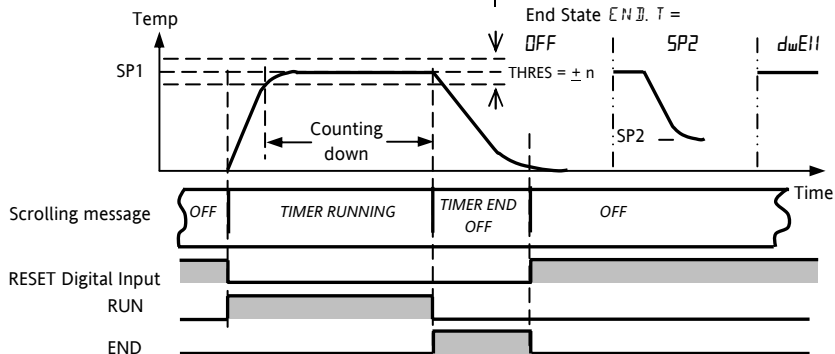 Temp
End State END. T =
OFF
SP2
dwEll
SP1
THRES = ± n
Counting
down
SP2
Time
Scrolling message
OFF
TIMER RUNNING
TIMER END
OFF
OFF
RESET Digital Input
RUN
END